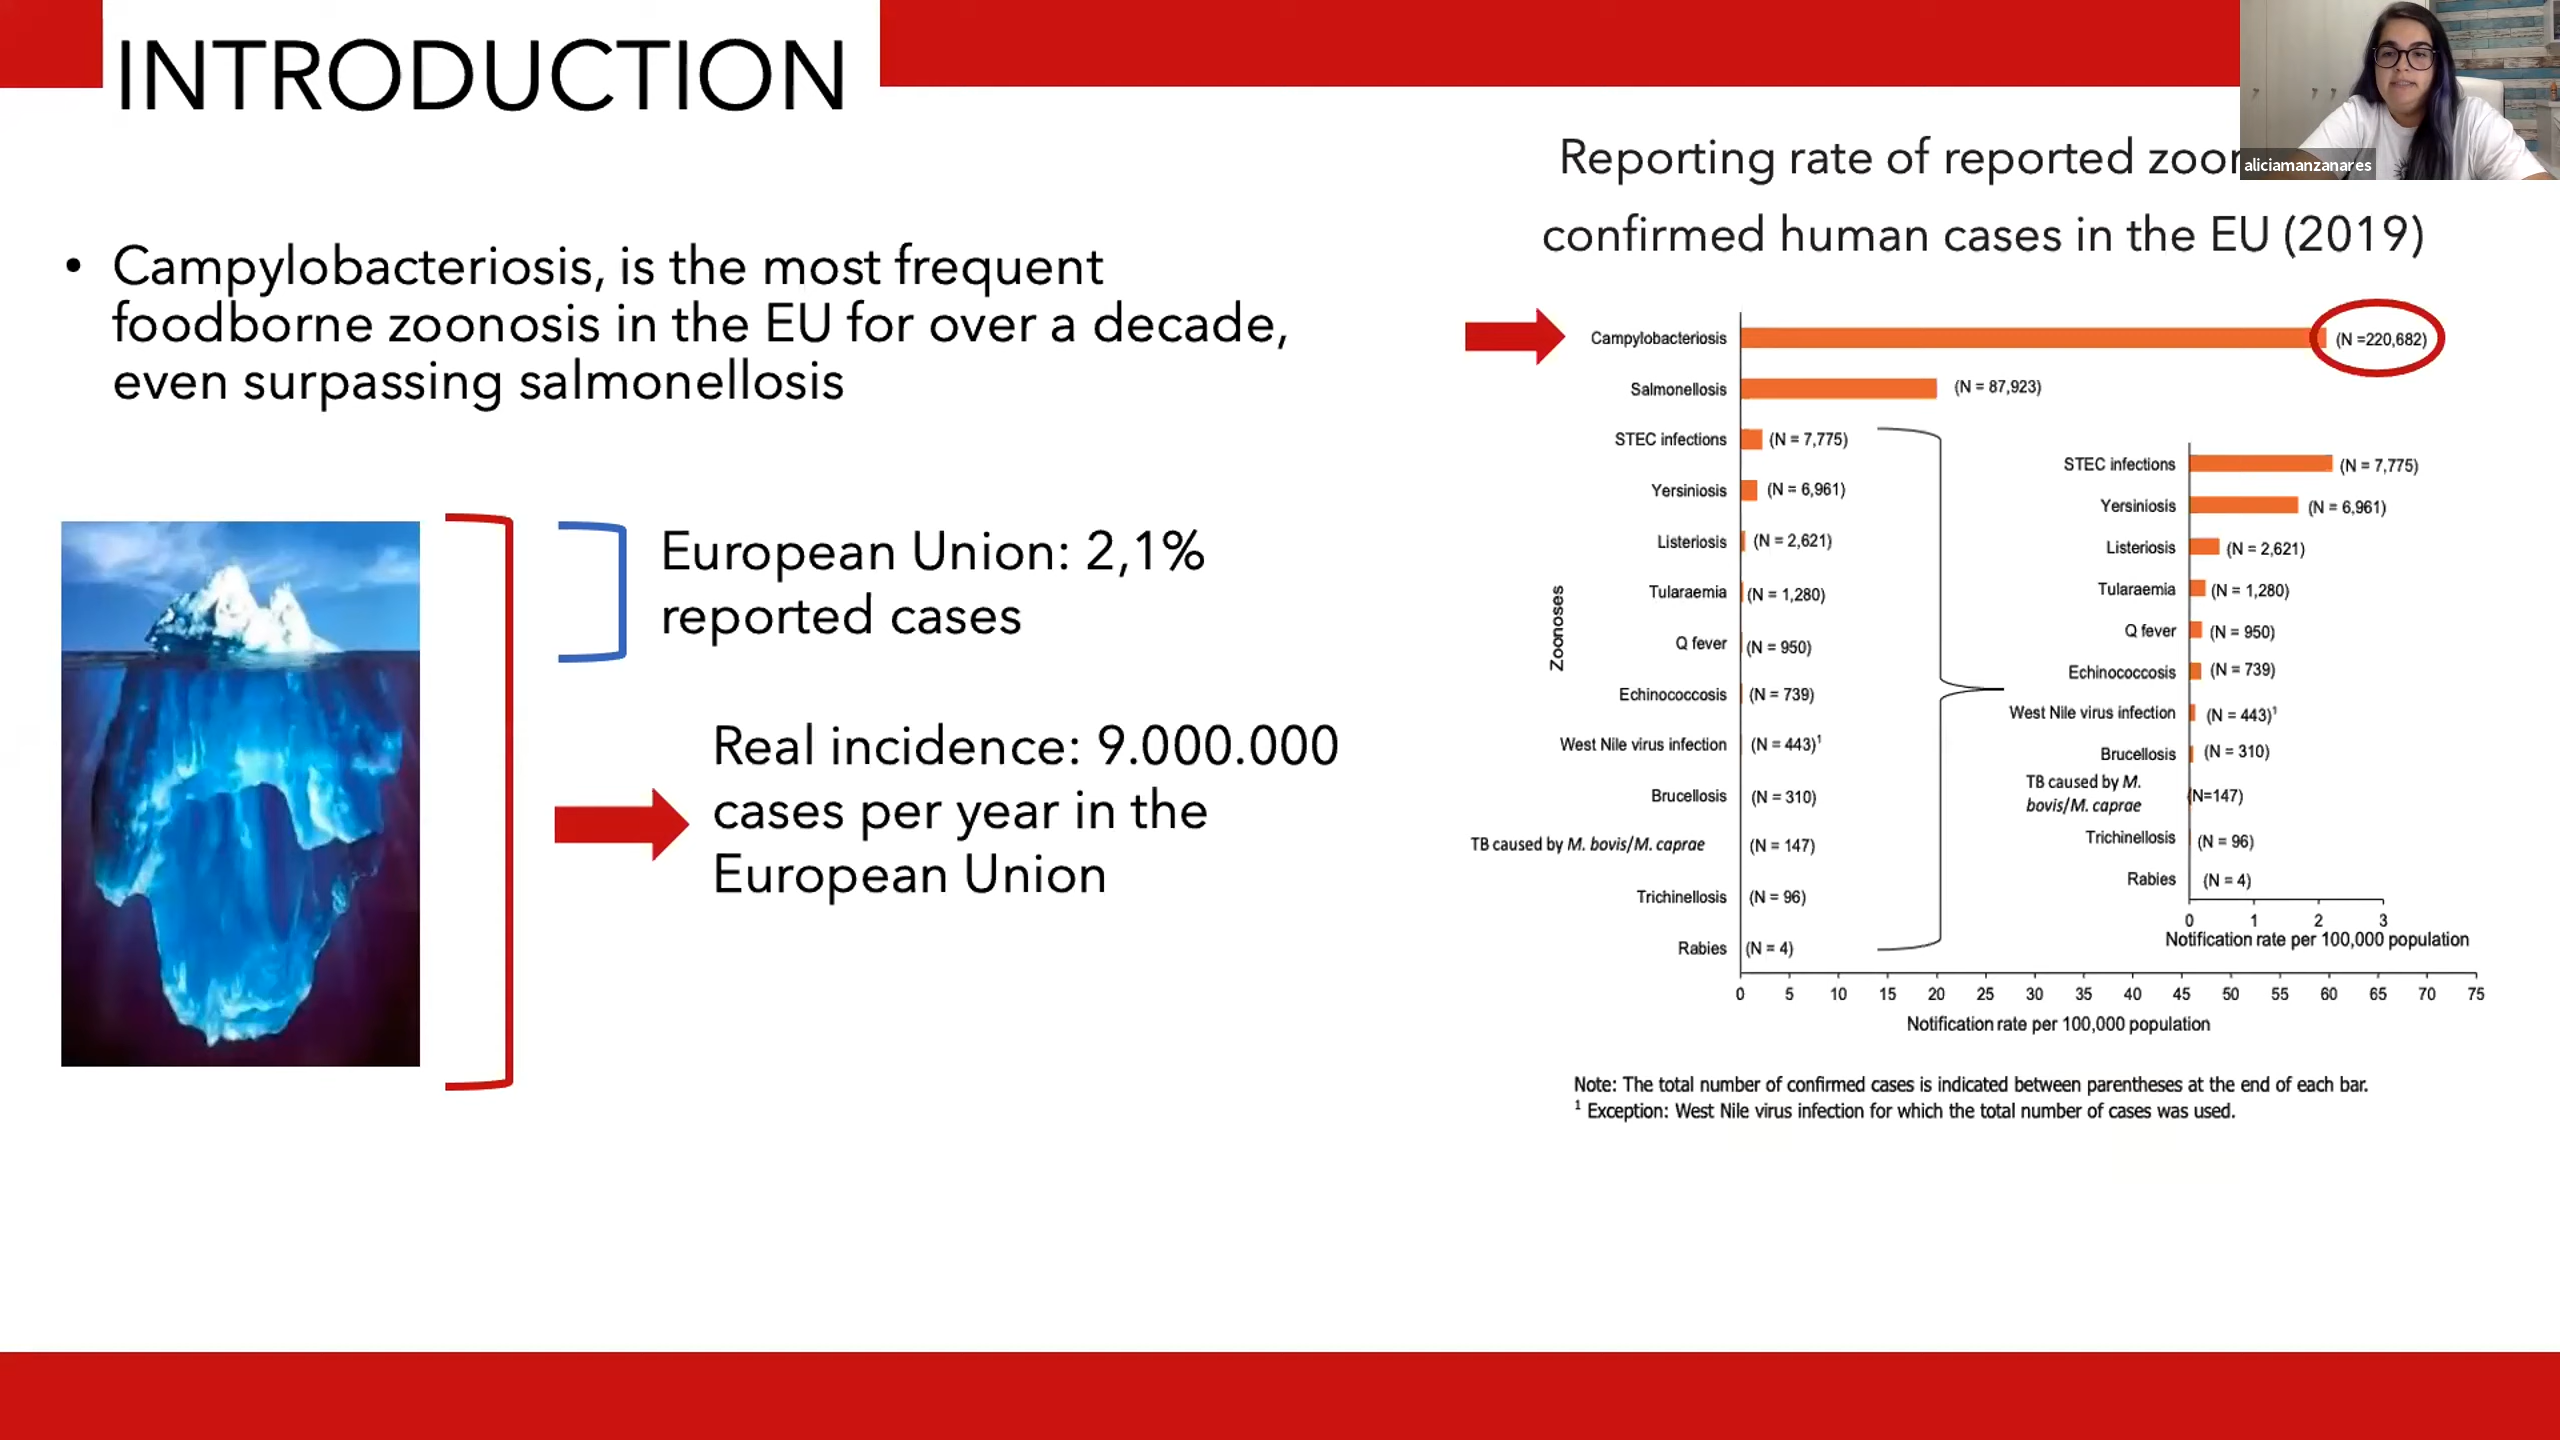 INTRODUCTION
aliciamanzanares
• Campylobacteriosis, is the most frequent
foodborne zoonosis in the EU for over a decade,
even surpassing salmonellosis
European Union: 2,1%
reported cases
Real incidence: 9.000.000
cases per year in the
European Union
Reporting rate of reported
confirmed human cases in the EU (2019)
Zoonoses
Campylobacteriosis (N =220,682)
Salmonellosis (N = 87,923)
STEC infections (N = 7,775)
Yersiniosis (N = 6,961)
Listeriosis (N = 2,621)
Tularaemia (N = 1,280)
Q fever (N = 950)
Echinococcosis (N = 739)
West Nile virus infection (N = 443)¹
Brucellosis (N = 310)
TB caused by M. bovis/M. caprae (N = 147)
Trichinellosis (N = 96)
Rabies (N = 4)
0 5 10 15 20 25 30 35 40 45 50 55 60 65 70 75
Notification rate per 100,000 population
STEC infections (N = 7,775)
Yersiniosis (N = 6,961)
Listeriosis (N = 2,621)
Tularaemia (N = 1,280)
Q fever (N = 950)
Echinococcosis (N = 739)
West Nile virus infection (N = 443)¹
Brucellosis (N = 310)
TB caused by M.
bovis/M. caprae (N=147)
Trichinellosis (N = 96)
Rabies (N = 4)
0 1 2 3
Notification rate per 100,000 population
Note: The total number of confirmed cases is indicated between parentheses at the end of each bar.
¹ Exception: West Nile virus infection for which the total number of cases was used.